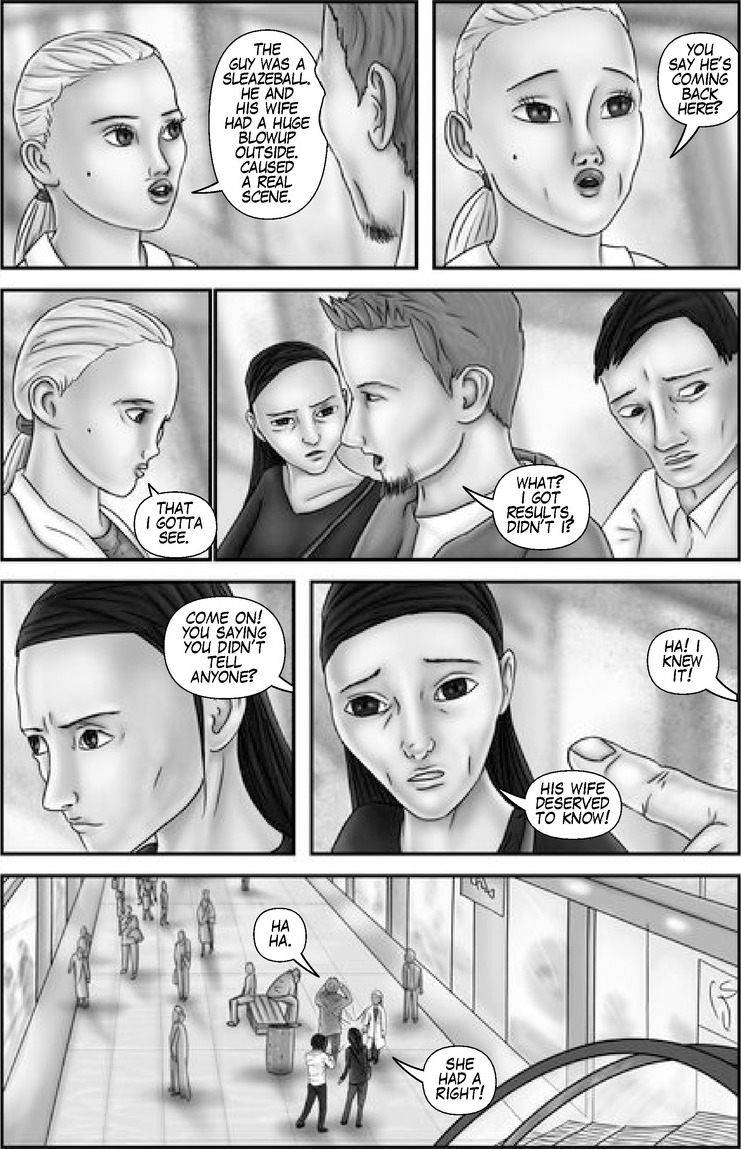 THE
GUY WAS A
SLEAZEBALL.
HE AND
HIS WIFE
HAD A HUGE
BLOWUP
OUTSIDE.
CAUSED
A REAL
SCENE.
YOU
SAY HE'S
COMING
BACK
HERE?
THAT
I GOTTA
SEE.
WHAT?
I GOT
RESULTS,
DIDN'T I?
COME ON!
YOU SAYING
YOU DIDN'T
TELL
ANYONE?
HA! I
KNEW
IT!
HIS WIFE
DESERVED
TO KNOW!
HA
HA.
SHE
HAD A
RIGHT!